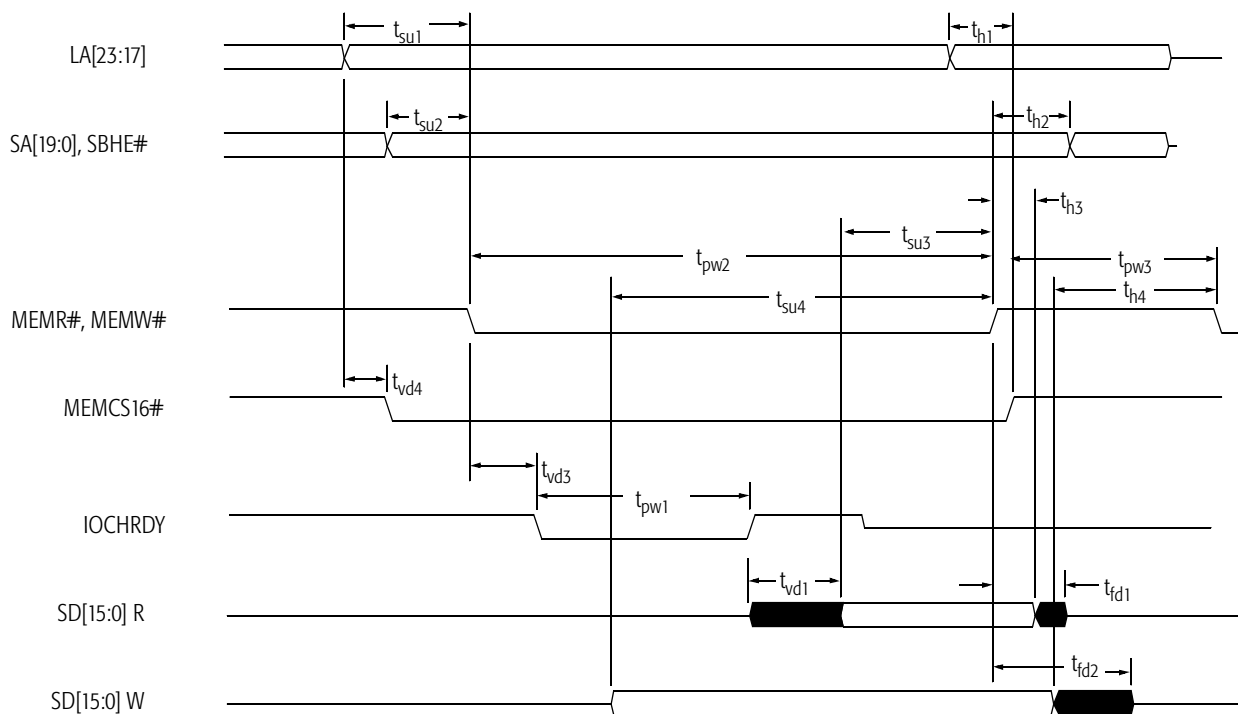 t_su1
t_h1
LA[23:17]
t_su2
t_h2
SA[19:0], SBHE#
t_h3
t_su3
t_pw2
t_pw3
t_su4
t_h4
MEMR#, MEMW#
t_vd4
MEMCS16#
t_vd3
t_pw1
IOCHRDY
t_vd1
t_fd1
SD[15:0] R
t_fd2
SD[15:0] W